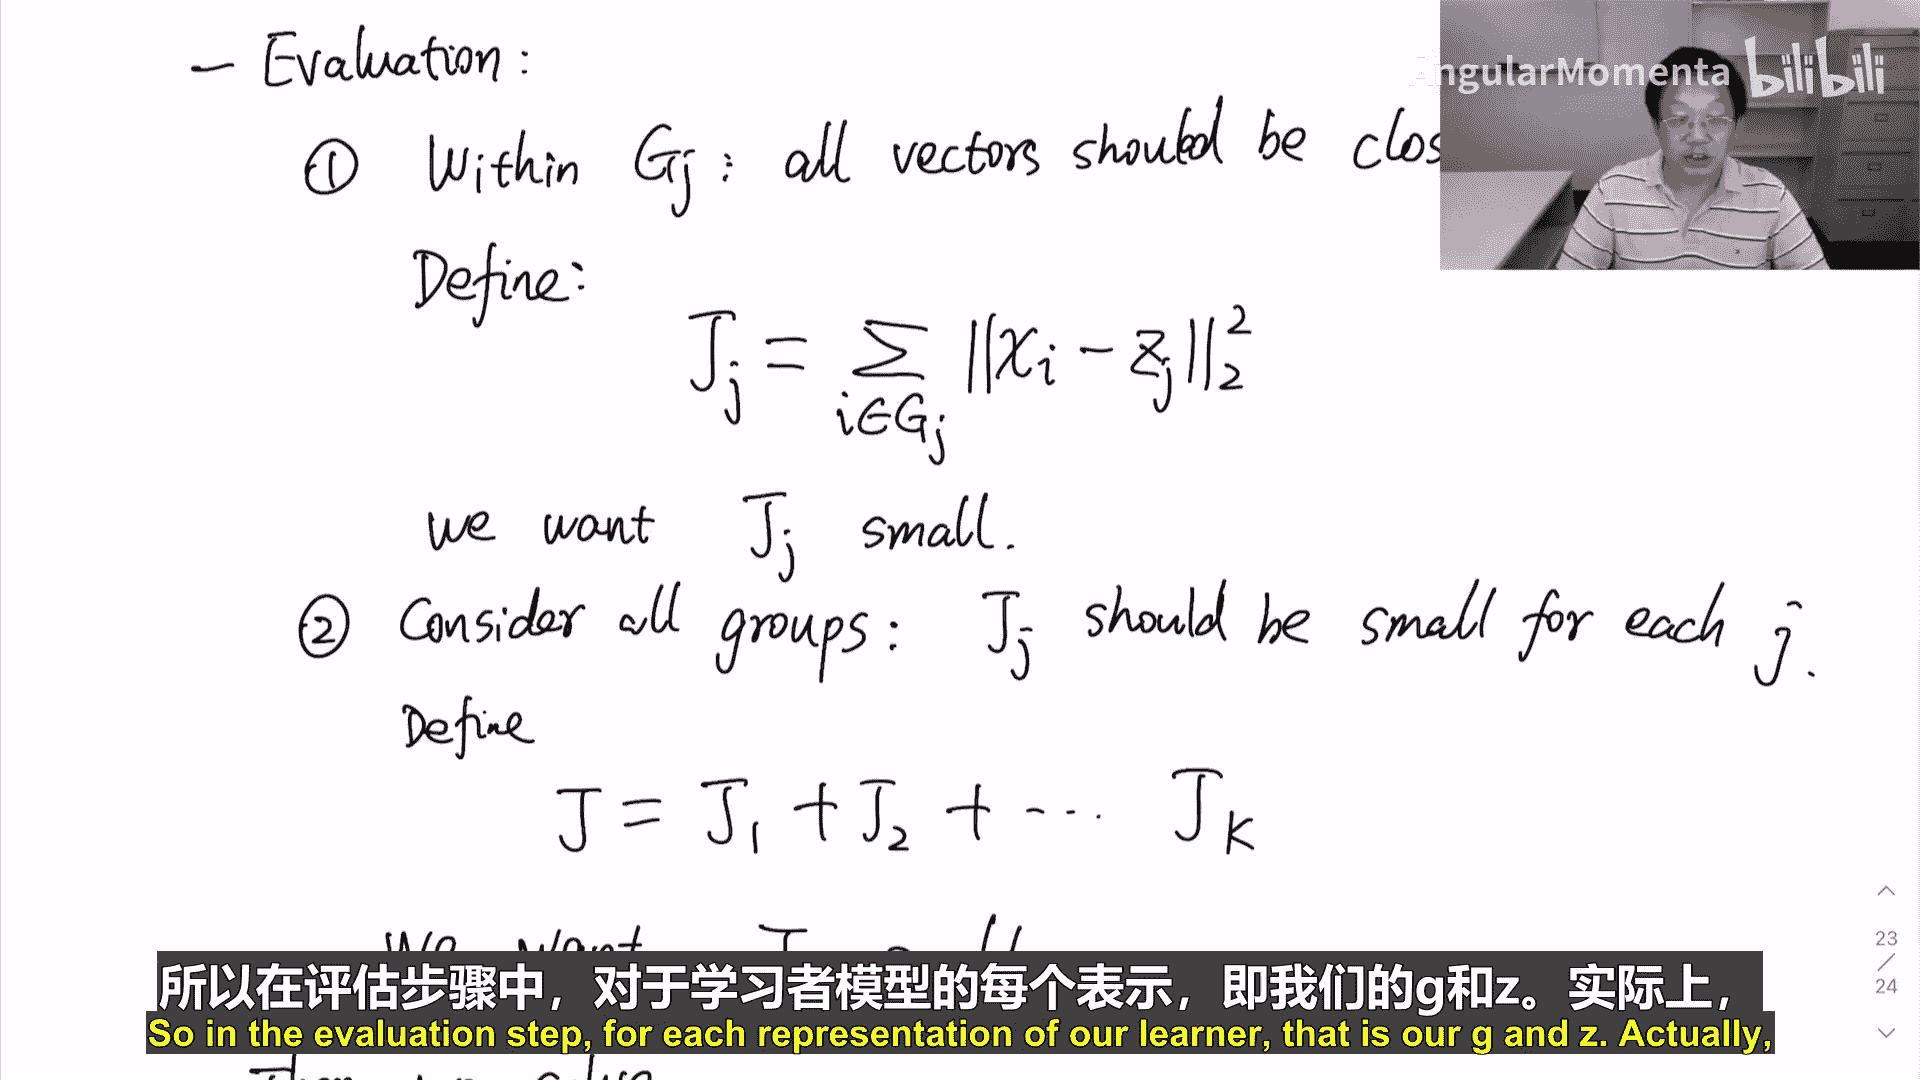 — Evaluation:
ngularMomenta bilibili
① Within Gj: all vectors should be clos
Define:
Jj = Σ i∈Gj ||xi - zj||₂²
we want Jj small.
② Consider all groups: Jj should be small for each j.
Define
J = J1 + J2 + ... JK
We want J small
23
/
24
所以在评估步骤中，对于学习者模型的每个表示，即我们的g和z。实际上，
So in the evaluation step, for each representation of our learner, that is our g and z. Actually,